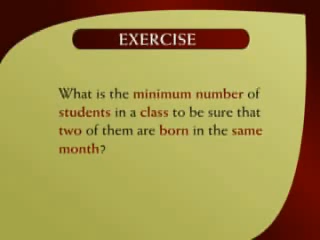 EXERCISE
What is the minimum number of
students in a class to be sure that
two of them are born in the same
month?